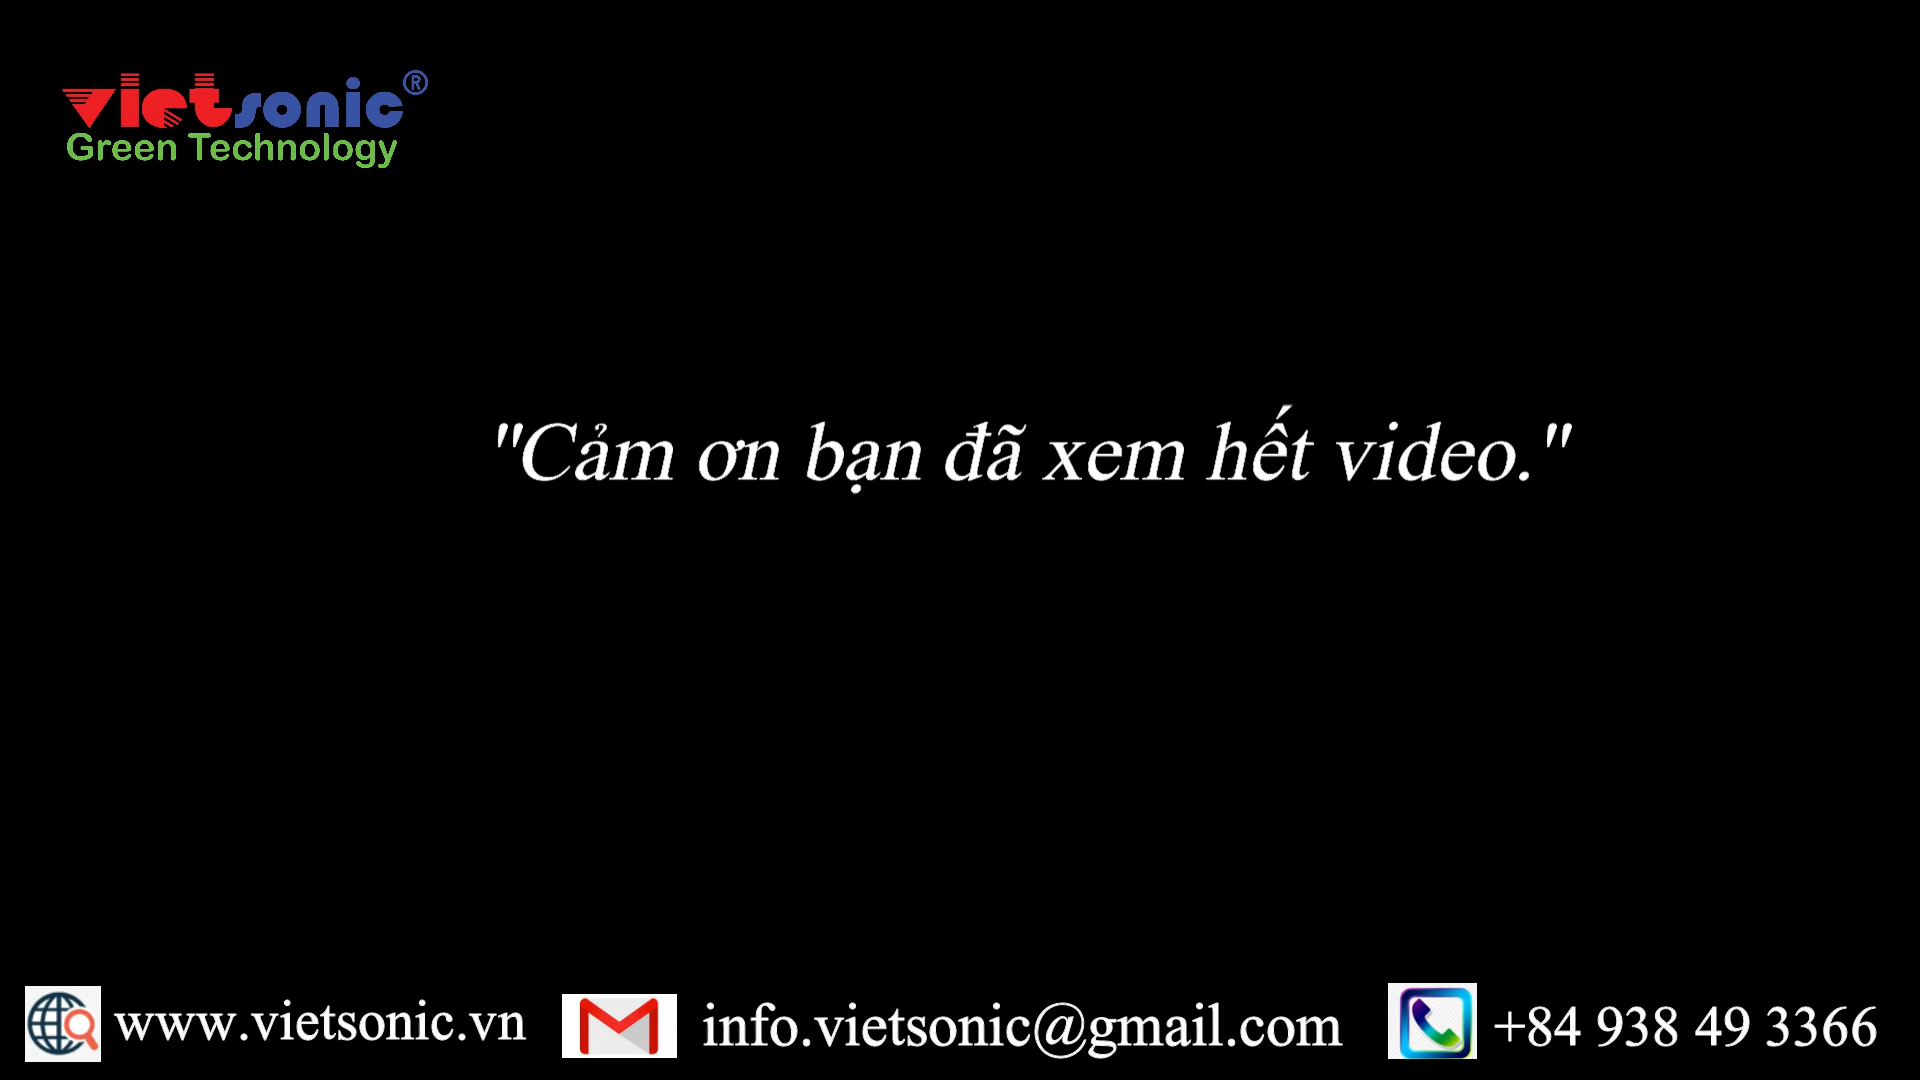 vietsonic®
Green Technology
"Cảm ơn bạn đã xem hết video."
www.vietsonic.vn
info.vietsonic@gmail.com
+84 938 49 3366